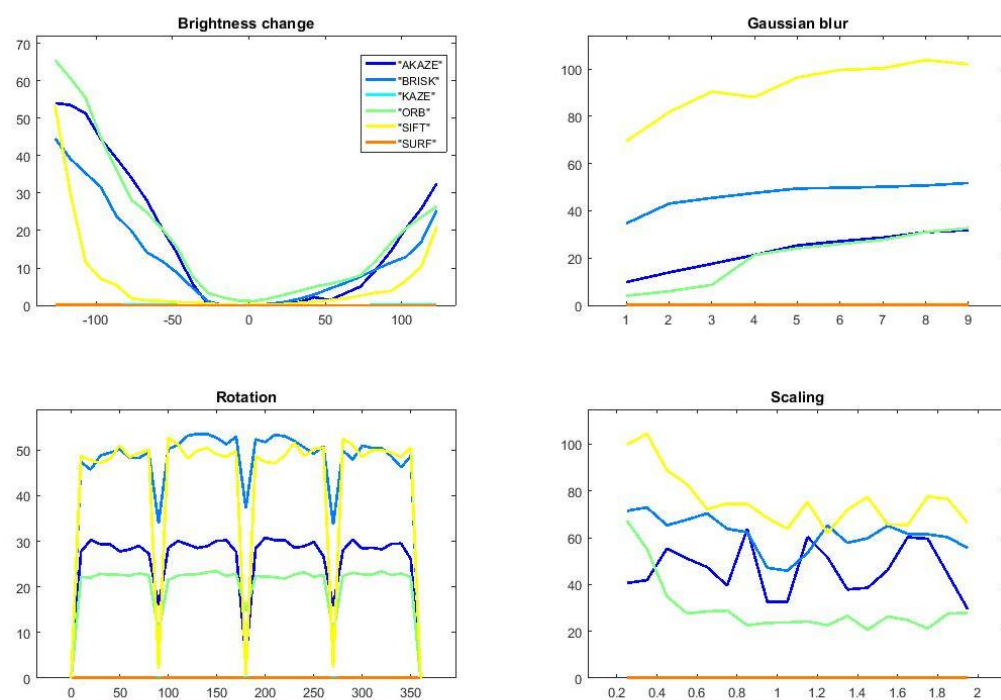 Brightness change
70
60
50
40
30
20
10
0
-100 -50 0 50 100
"AKAZE"
"BRISK"
"KAZE"
"ORB"
"SIFT"
"SURF"
Gaussian blur
100
80
60
40
20
0
1 2 3 4 5 6 7 8 9
Rotation
50
40
30
20
10
0
0 50 100 150 200 250 300 350
Scaling
100
80
60
40
20
0
0.2 0.4 0.6 0.8 1 1.2 1.4 1.6 1.8 2